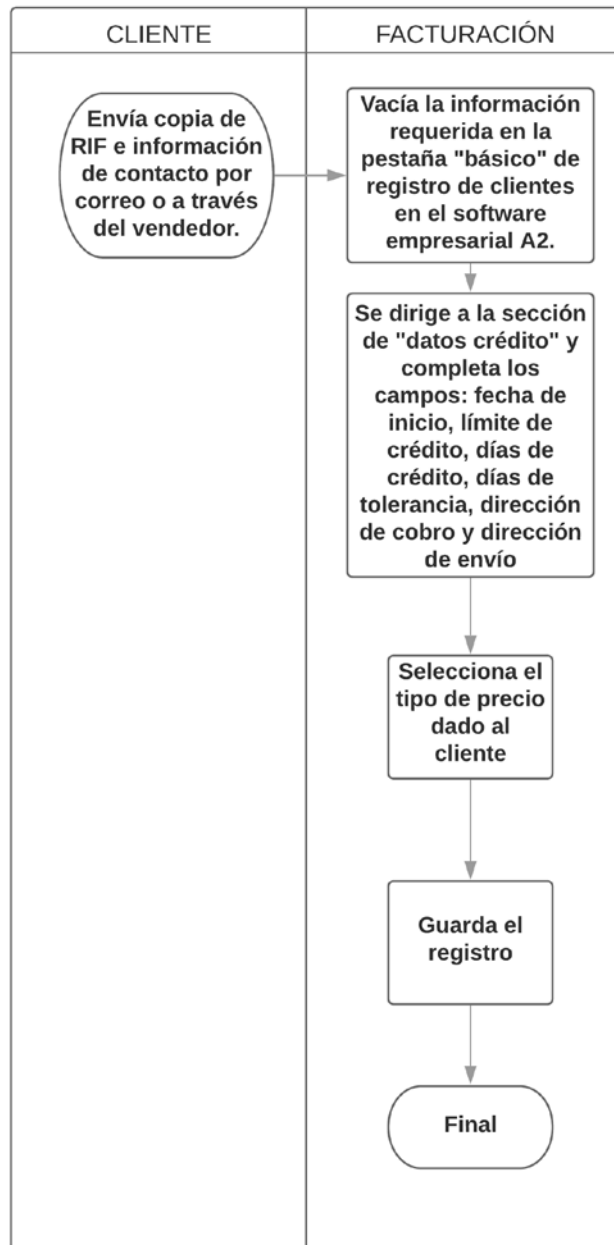 CLIENTE
FACTURACIÓN
Envía copia de
RIF e información
de contacto por
correo o a través
del vendedor.
Vacía la información
requerida en la
pestaña "básico" de
registro de clientes
en el software
empresarial A2.
Se dirige a la sección
de "datos crédito" y
completa los
campos: fecha de
inicio, límite de
crédito, días de
crédito, días de
tolerancia, dirección
de cobro y dirección
de envío
Selecciona el
tipo de precio
dado al
cliente
Guarda el
registro
Final